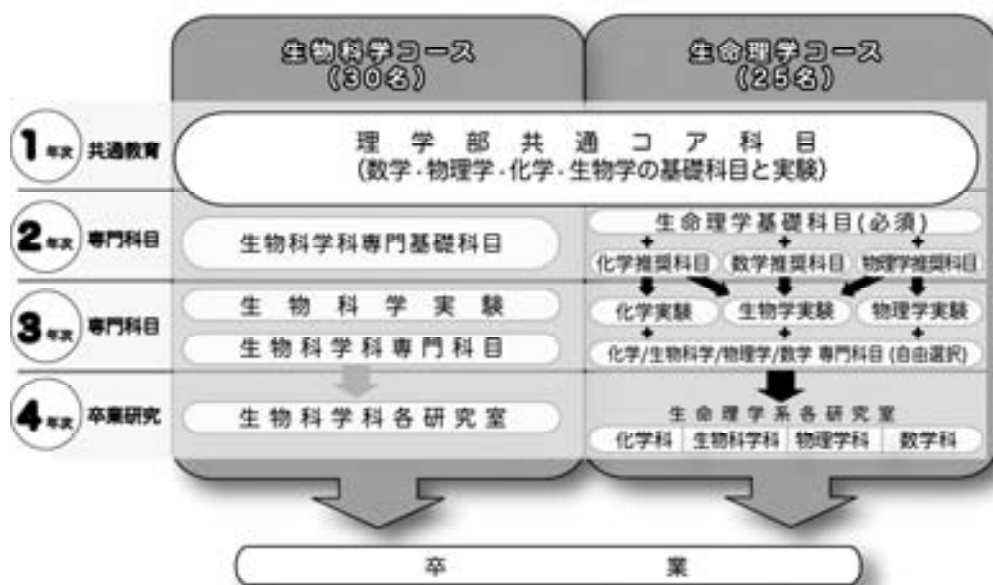 生物科学コース
(30名)
生命理学コース
(25名)
1年次 共通教育
理学部共通コア科目
(数学・物理学・化学・生物学の基礎科目と実験)
2年次 専門科目
生物科学科専門基礎科目
生命理学基礎科目(必須)
+ + +
化学推奨科目 数学推奨科目 物理学推奨科目
3年次 専門科目
生物科学実験
生物科学科専門科目
化学実験 生物学実験 物理学実験
+ + +
化学/生物科学/物理学/数学 専門科目(自由選択)
4年次 卒業研究
生物科学科各研究室
生命理学系各研究室
化学科 生物科学科 物理学科 数学科
卒業